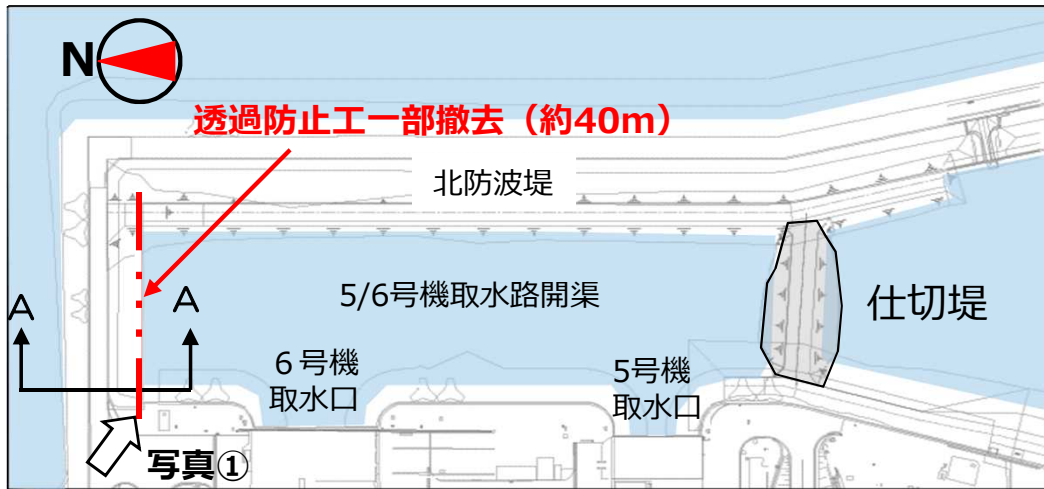 N
透過防止工一部撤去（約40m）
北防波堤
5/6号機取水路開渠
仕切堤
A
A
６号機
取水口
5号機
取水口
写真①